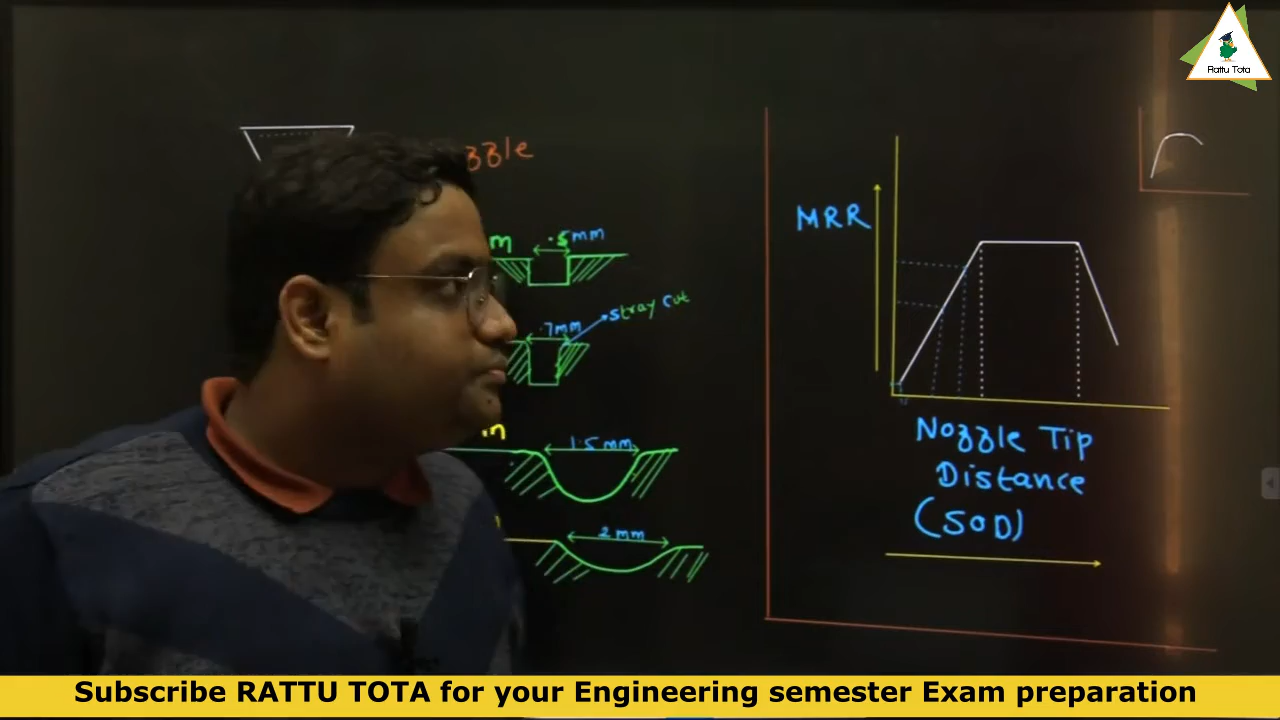 Rattu Tota
.5mm
.7mm
stray cut
1.5mm
2mm
MRR
Nozzle Tip
Distance
(SOD)
Subscribe RATTU TOTA for your Engineering semester Exam preparation